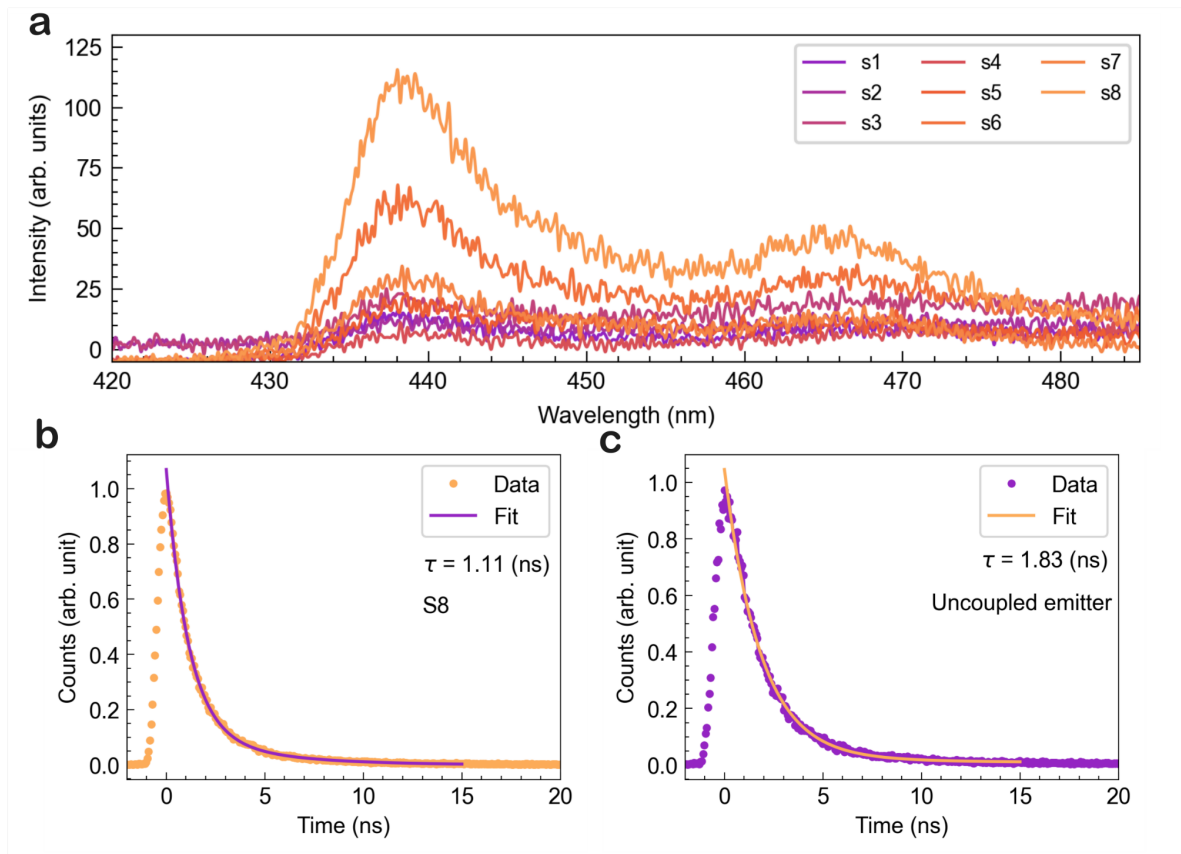 a
Intensity (arb. units)
125
100
75
50
25
0
s1 s4 s7
s2 s5 s8
s3 s6
420 430 440 450 460 470 480
Wavelength (nm)
b
Counts (arb. unit)
1.0
0.8
0.6
0.4
0.2
0.0
Data
Fit
τ = 1.11 (ns)
S8
0 5 10 15 20
Time (ns)
c
Counts (arb. unit)
1.0
0.8
0.6
0.4
0.2
0.0
Data
Fit
τ = 1.83 (ns)
Uncoupled emitter
0 5 10 15 20
Time (ns)